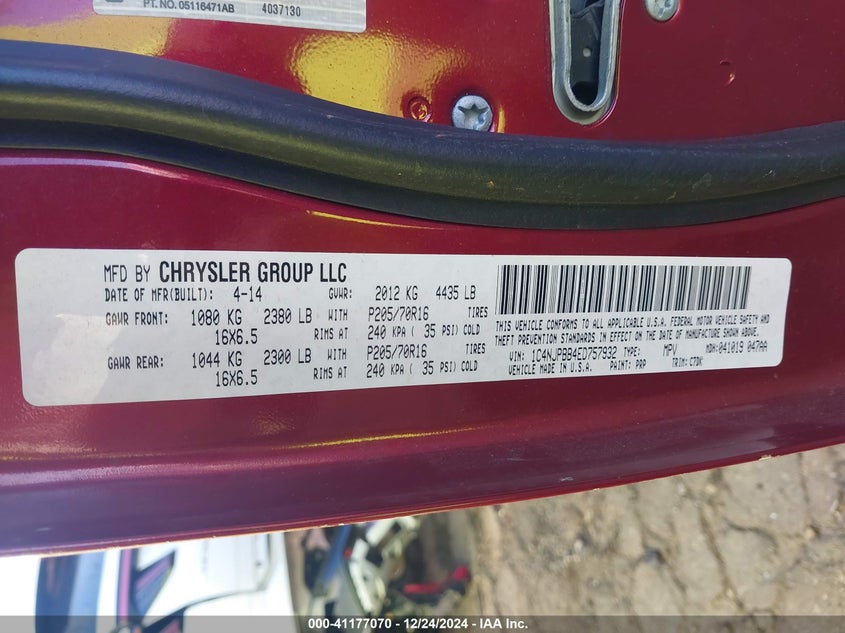 PT. NO. 05116471AB 4037130
MFD BY CHRYSLER GROUP LLC
DATE OF MFR(BUILT): 4-14 GVWR: 2012 KG 4435 LB
GAWR FRONT: 1080 KG 2380 LB WITH P205/70R16 TIRES
16X6.5 RIMS AT 240 KPA ( 35 PSI) COLD
GAWR REAR: 1044 KG 2300 LB WITH P205/70R16 TIRES
16X6.5 RIMS AT 240 KPA ( 35 PSI) COLD
THIS VEHICLE CONFORMS TO ALL APPLICABLE U.S.A. FEDERAL MOTOR VEHICLE SAFETY AND
THEFT PREVENTION STANDARDS IN EFFECT ON THE DATE OF MANUFACTURE SHOWN ABOVE.
VIN: 1C4NJPBB4ED757932 TYPE: MPV MDH: 041019 047AA
VEHICLE MADE IN U.S.A. PAINT: PRP TRIM: C7DK
000-41177070 - 12/24/2024 - IAA Inc.